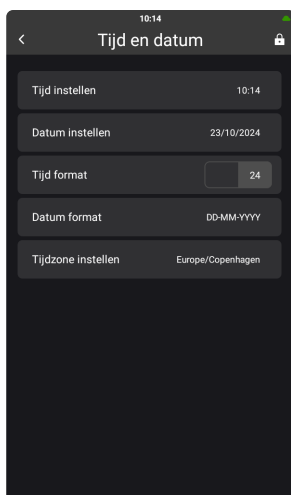 10:14
Tijd en datum
Tijd instellen 10:14
Datum instellen 23/10/2024
Tijd format 24
Datum format DD-MM-YYYY
Tijdzone instellen Europe/Copenhagen